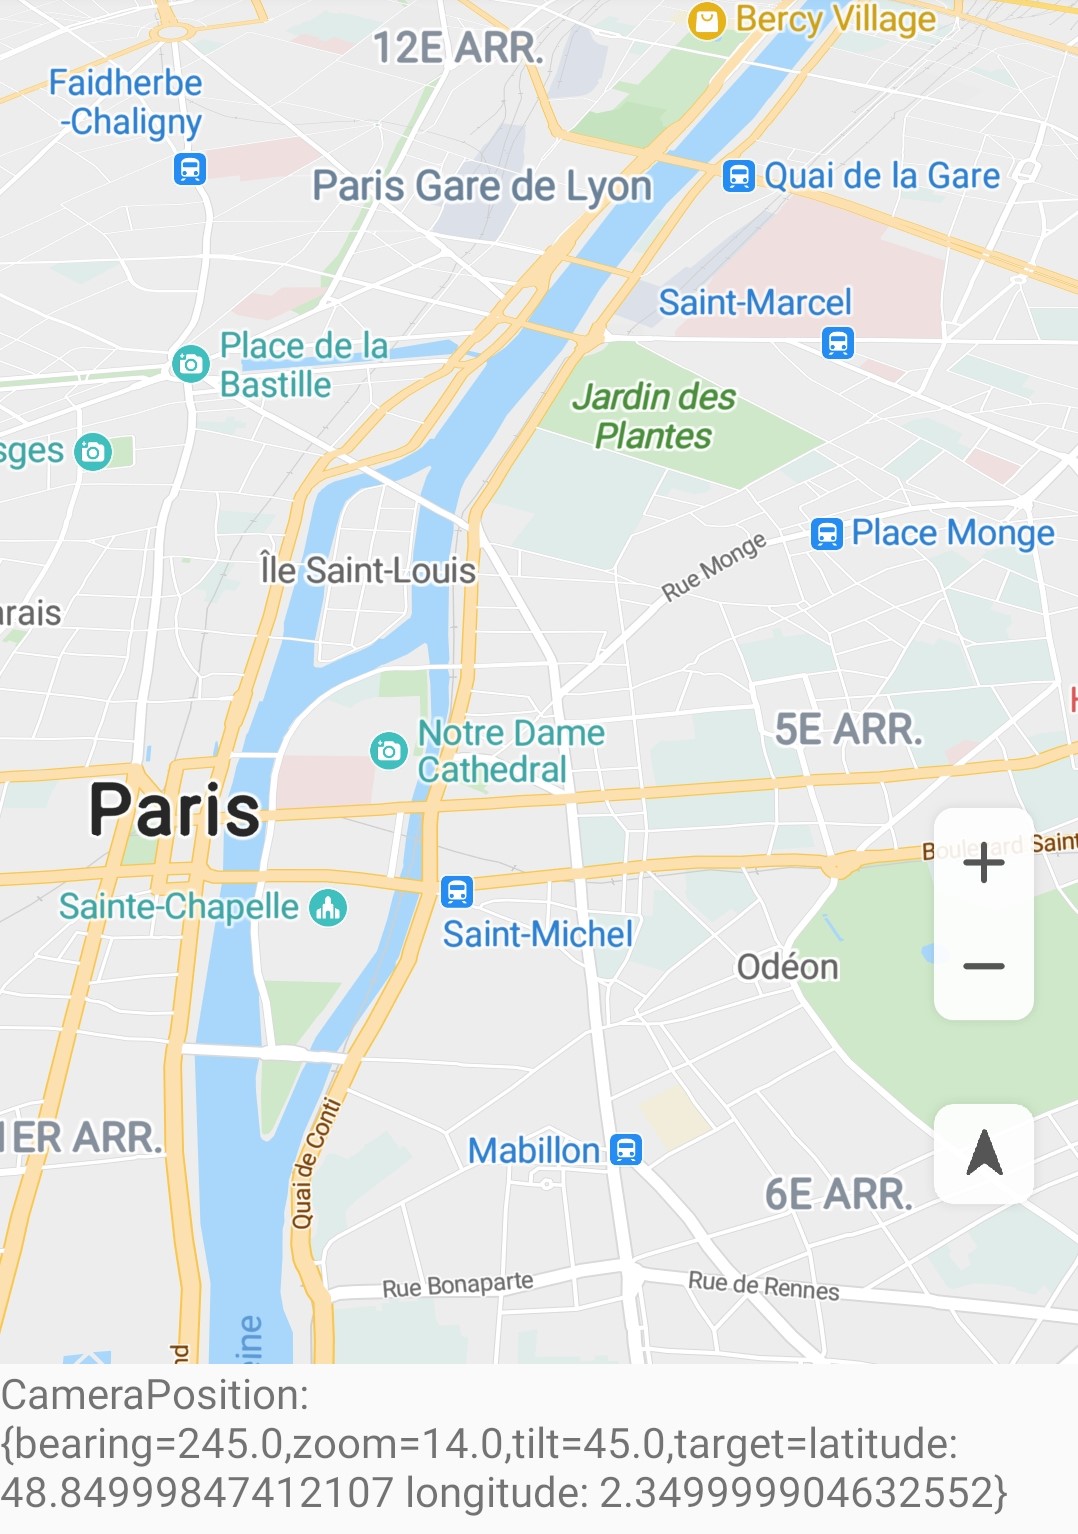 Bercy Village
12E ARR.
Faidherbe
-Chaligny
Paris Gare de Lyon
Quai de la Gare
Saint-Marcel
Place de la
Bastille
Jardin des
Plantes
sges
Place Monge
Rue Monge
Île Saint-Louis
arais
Notre Dame
Cathedral
5E ARR.
H
Paris
Boulevard Saint
Sainte-Chapelle
Saint-Michel
Odéon
1ER ARR.
Quai de Conti
Mabillon
6E ARR.
Rue Bonaparte
Rue de Rennes
eine
nd
CameraPosition:
{bearing=245.0,zoom=14.0,tilt=45.0,target=latitude:
48.84999847412107 longitude: 2.349999904632552}